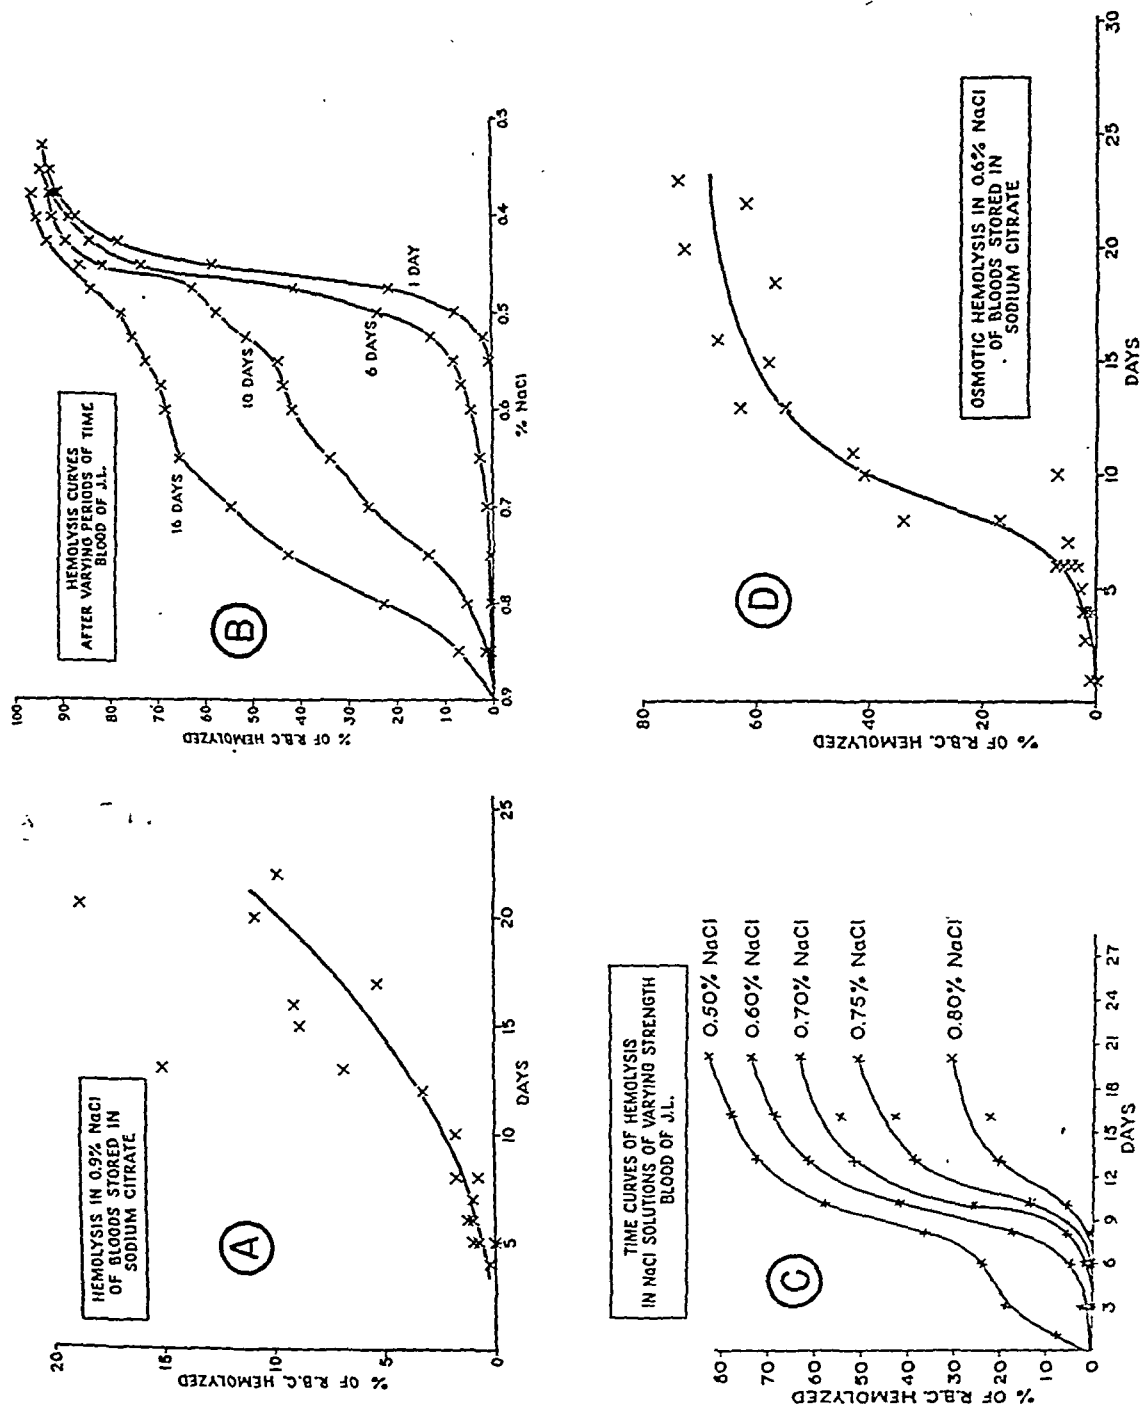 HEMOLYSIS IN 0.9% NaCl
OF BLOODS STORED IN
SODIUM CITRATE
A
% OF R.B.C. HEMOLYZED
20
15
10
5
0
5
10
15
20
25
DAYS
HEMOLYSIS CURVES
AFTER VARYING PERIODS OF TIME
BLOOD OF J.L.
B
% OF R.B.C HEMOLYZED
100
90
80
70
60
50
40
30
20
10
0
16 DAYS
10 DAYS
6 DAYS
1 DAY
0.9
0.8
0.7
0.6
0.5
0.4
0.3
% NaCl
TIME CURVES OF HEMOLYSIS
IN NaCl SOLUTIONS OF VARYING STRENGTH
BLOOD OF J.L.
C
% OF R.B.C. HEMOLYZED
80
70
60
50
40
30
20
10
0
0.50% NaCl
0.60% NaCl
0.70% NaCl
0.75% NaCl
0.80% NaCl
3
6
9
12
15
18
21
24
27
DAYS
OSMOTIC HEMOLYSIS IN 0.6% NaCl
OF BLOODS STORED IN
SODIUM CITRATE
D
% OF R.B.C. HEMOLYZED
80
60
40
20
0
5
10
15
20
25
30
DAYS